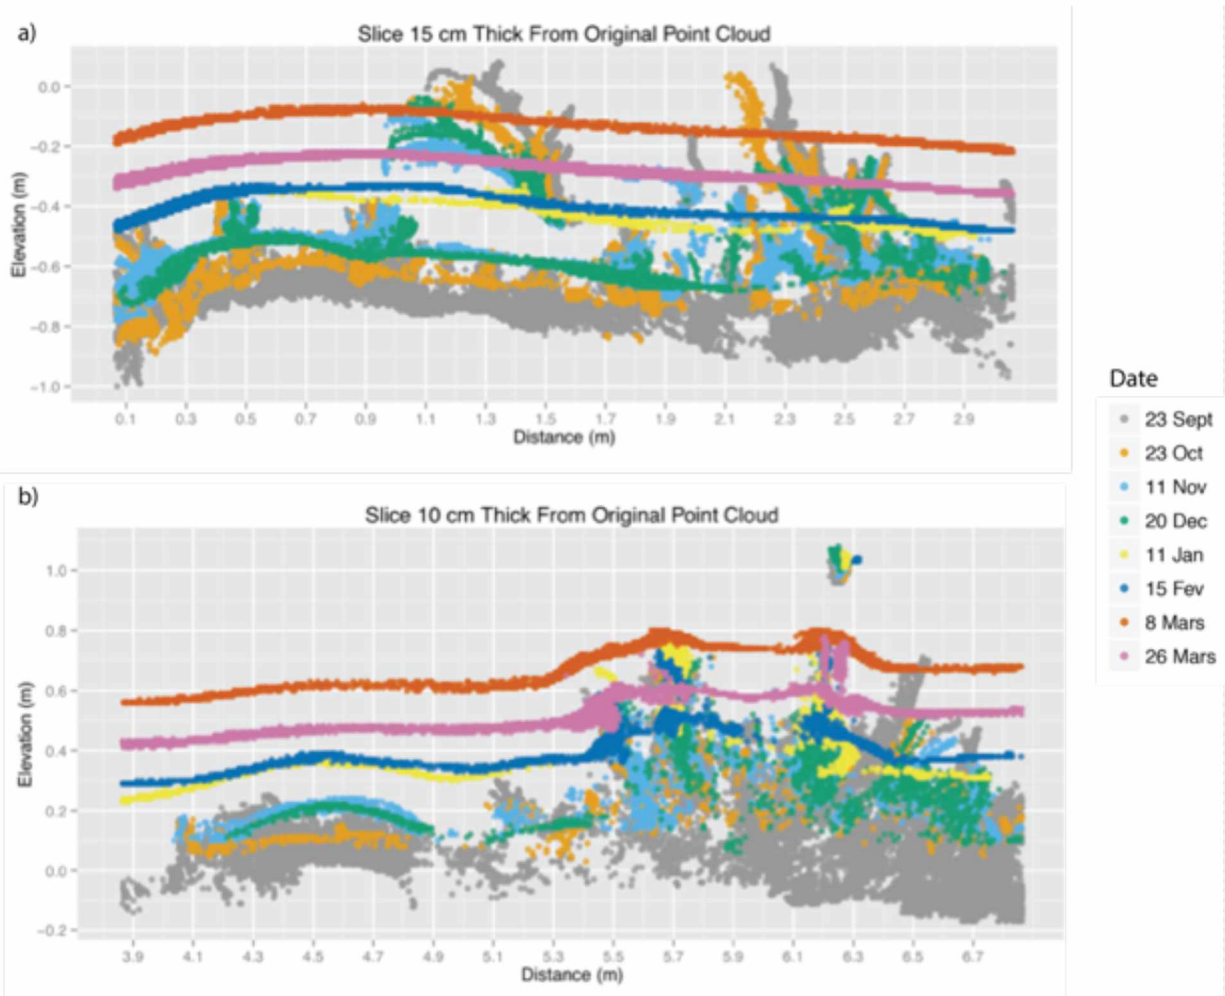 a)
Slice 15 cm Thick From Original Point Cloud
Elevation (m)
0.0
−0.2
−0.4
−0.6
−0.8
−1.0
0.1 0.3 0.5 0.7 0.9 1.1 1.3 1.5 1.7 1.9 2.1 2.3 2.5 2.7 2.9
Distance (m)
Date
23 Sept
23 Oct
11 Nov
20 Dec
11 Jan
15 Fev
8 Mars
26 Mars
b)
Slice 10 cm Thick From Original Point Cloud
Elevation (m)
1.0
0.8
0.6
0.4
0.2
0.0
−0.2
3.9 4.1 4.3 4.5 4.7 4.9 5.1 5.3 5.5 5.7 5.9 6.1 6.3 6.5 6.7
Distance (m)